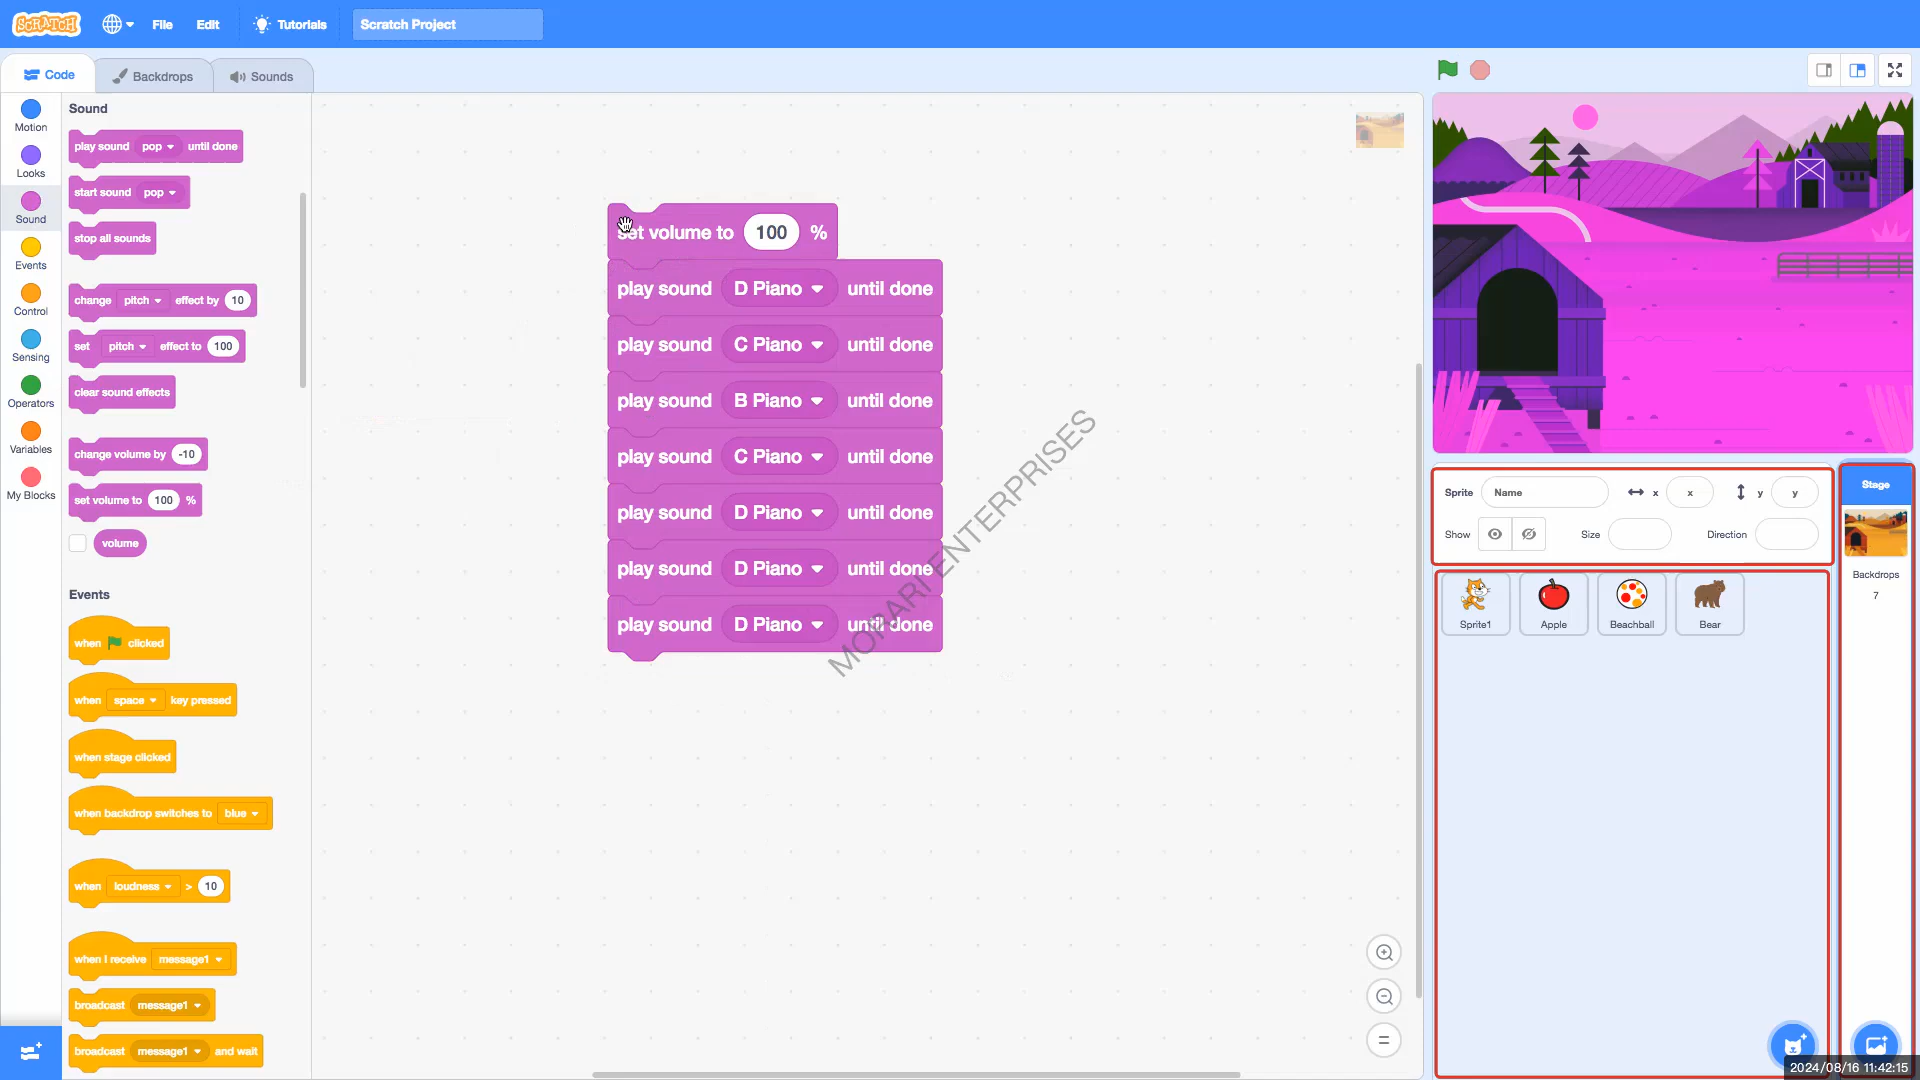 SCRATCH File Edit Tutorials Scratch Project
Code Backdrops Sounds
Motion
Looks
Sound
Events
Control
Sensing
Operators
Variables
My Blocks
Sound
play sound pop until done
start sound pop
stop all sounds
change pitch effect by 10
set pitch effect to 100
clear sound effects
change volume by -10
set volume to 100 %
volume
Events
when clicked
when space key pressed
when stage clicked
when backdrop switches to blue
when loudness > 10
when I receive message1
broadcast message1
broadcast message1 and wait
set volume to 100 %
play sound D Piano until done
play sound C Piano until done
play sound B Piano until done
play sound C Piano until done
play sound D Piano until done
play sound D Piano until done
play sound D Piano until done
MOPARI ENTERPRISES
Sprite Name x x y y
Show Size Direction
Sprite1 Apple Beachball Bear
Stage
Backdrops
7
2024/08/16 11:42:15